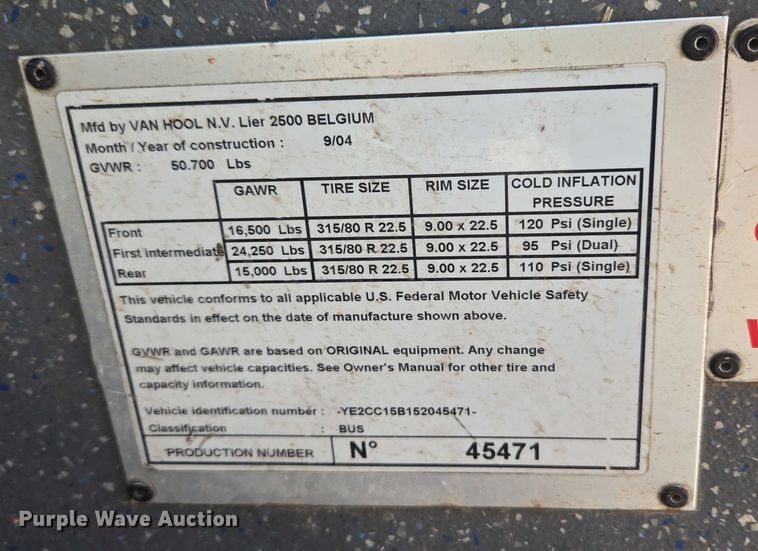 Mfd by VAN HOOL N.V. Lier 2500 BELGIUM
Month / Year of construction : 9/04
GVWR : 50.700 Lbs
GAWR TIRE SIZE RIM SIZE COLD INFLATION PRESSURE
Front 16,500 Lbs 315/80 R 22.5 9.00 x 22.5 120 Psi (Single)
First intermediate 24,250 Lbs 315/80 R 22.5 9.00 x 22.5 95 Psi (Dual)
Rear 15,000 Lbs 315/80 R 22.5 9.00 x 22.5 110 Psi (Single)
This vehicle conforms to all applicable U.S. Federal Motor Vehicle Safety
Standards in effect on the date of manufacture shown above.
GVWR and GAWR are based on ORIGINAL equipment. Any change
may affect vehicle capacities. See Owner's Manual for other tire and
capacity information.
Vehicle identification number : -YE2CC15B152045471-
Classification : BUS
PRODUCTION NUMBER N° 45471
Purple Wave Auction